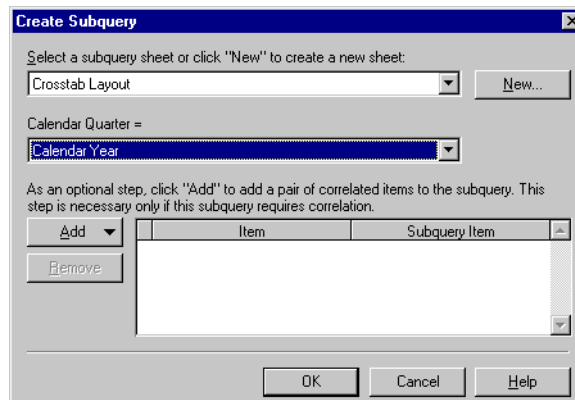 Create Subquery
Select a subquery sheet or click "New" to create a new sheet:
Crosstab Layout
New...
Calendar Quarter =
Calendar Year
As an optional step, click "Add" to add a pair of correlated items to the subquery. This
step is necessary only if this subquery requires correlation.
Add
Item Subquery Item
Remove
OK Cancel Help